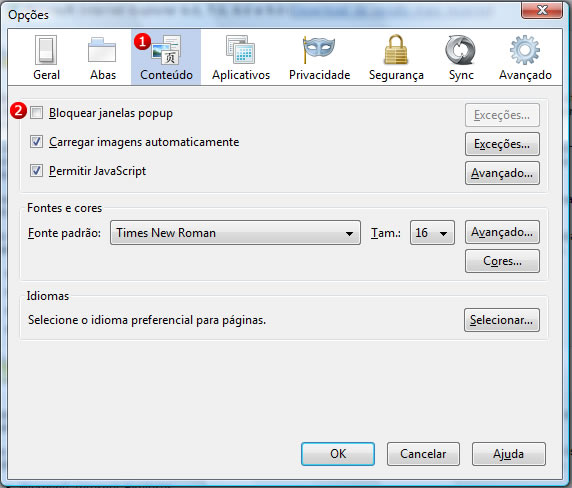 Opções
1
Geral Abas Conteúdo Aplicativos Privacidade Segurança Sync Avançado
2 Bloquear janelas popup Exceções...
Carregar imagens automaticamente Exceções...
Permitir JavaScript Avançado...
Fontes e cores
Fonte padrão: Times New Roman Tam.: 16 Avançado...
Cores...
Idiomas
Selecione o idioma preferencial para páginas. Selecionar...
OK Cancelar Ajuda